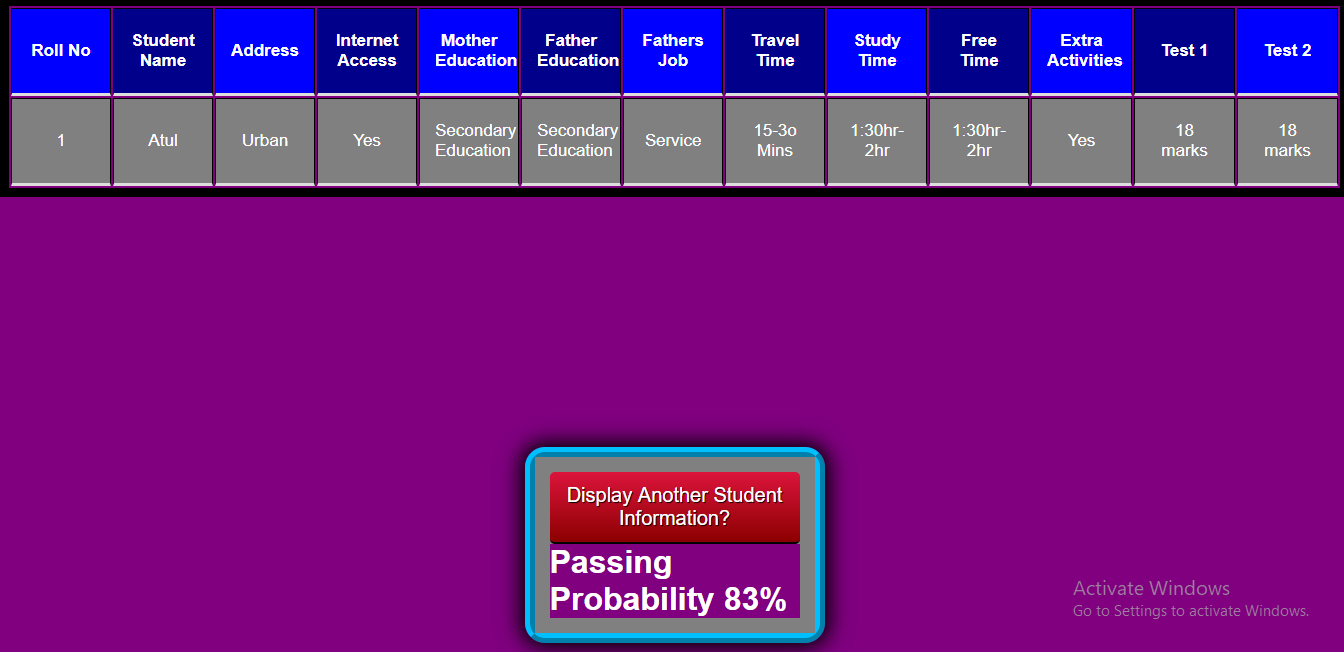 Roll No Student Name Address Internet Access Mother Education Father Education Fathers Job Travel Time Study Time Free Time Extra Activities Test 1 Test 2
1 Atul Urban Yes Secondary Education Secondary Education Service 15-3o Mins 1:30hr-2hr 1:30hr-2hr Yes 18 marks 18 marks
Display Another Student
Information?
Passing
Probability 83%
Activate Windows
Go to Settings to activate Windows.